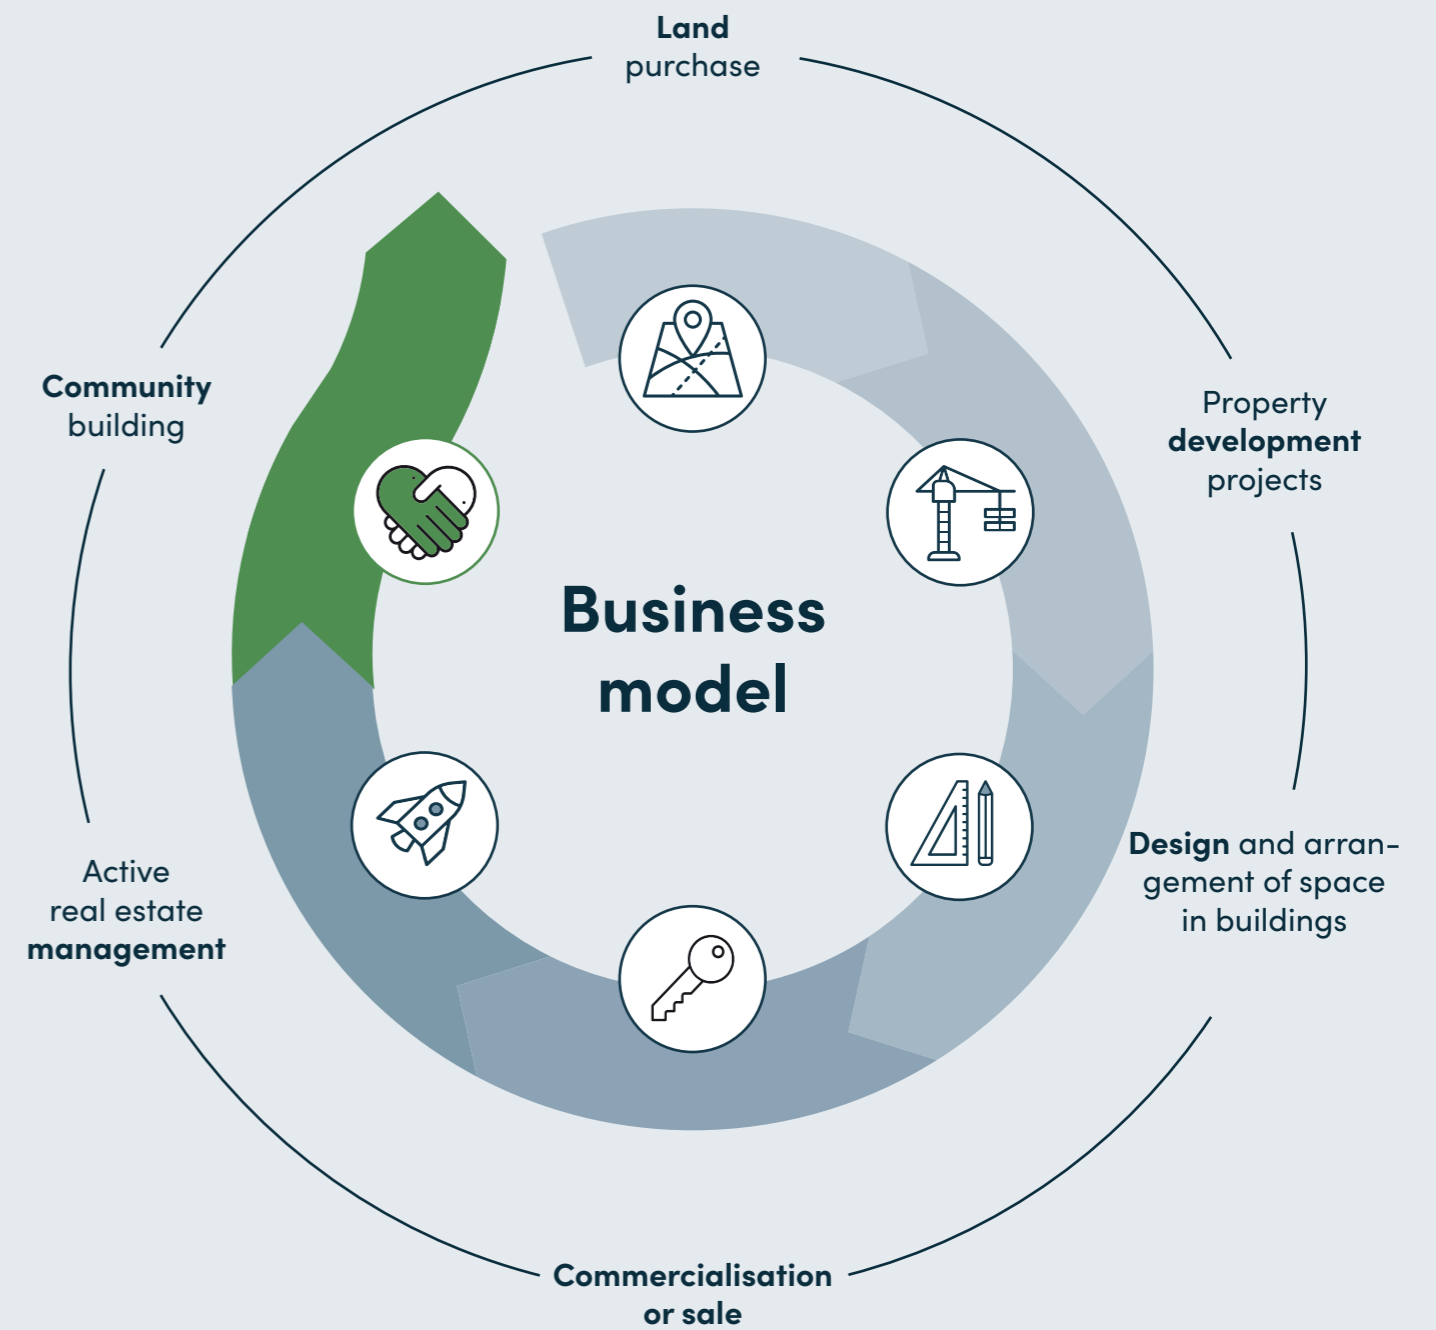 Land
purchase
Property
development
projects
Design and arran-
gement of space
in buildings
Commercialisation
or sale
Active
real estate
management
Community
building
Business
model